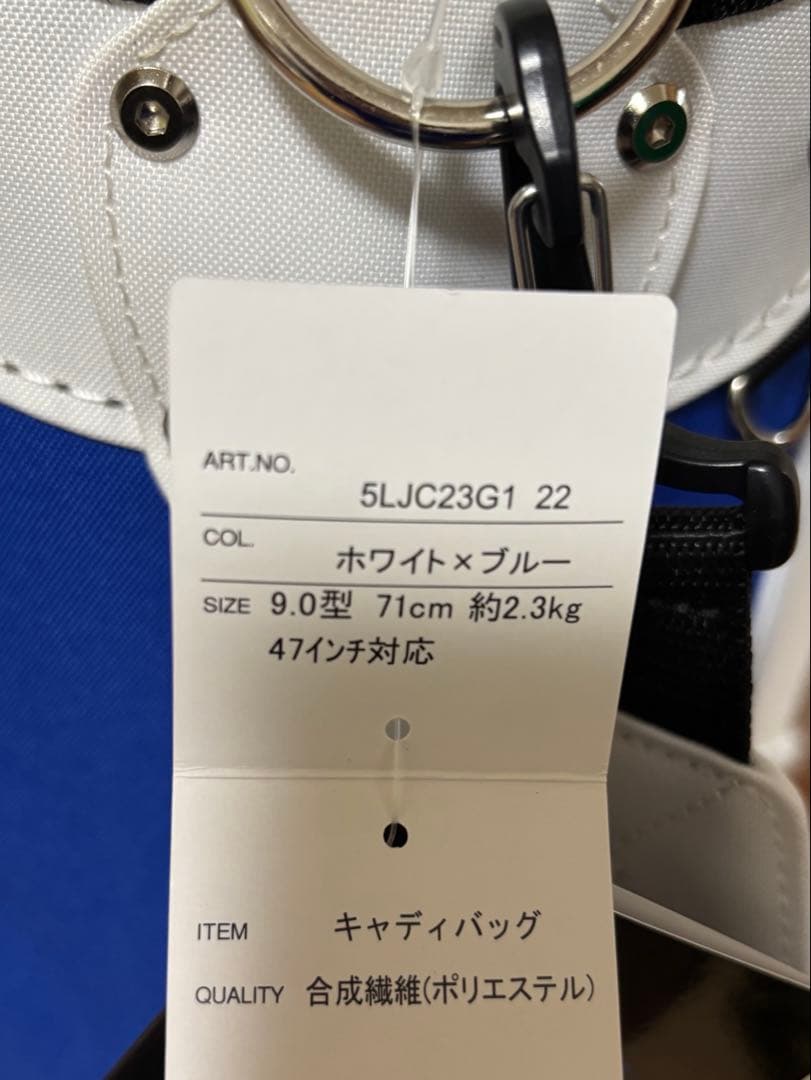 ART.NO.
5LJC23G1 22
COL.
ホワイト×ブルー
SIZE 9.0型 71cm 約2.3kg
47インチ対応
ITEM キャディバッグ
QUALITY 合成繊維(ポリエステル)